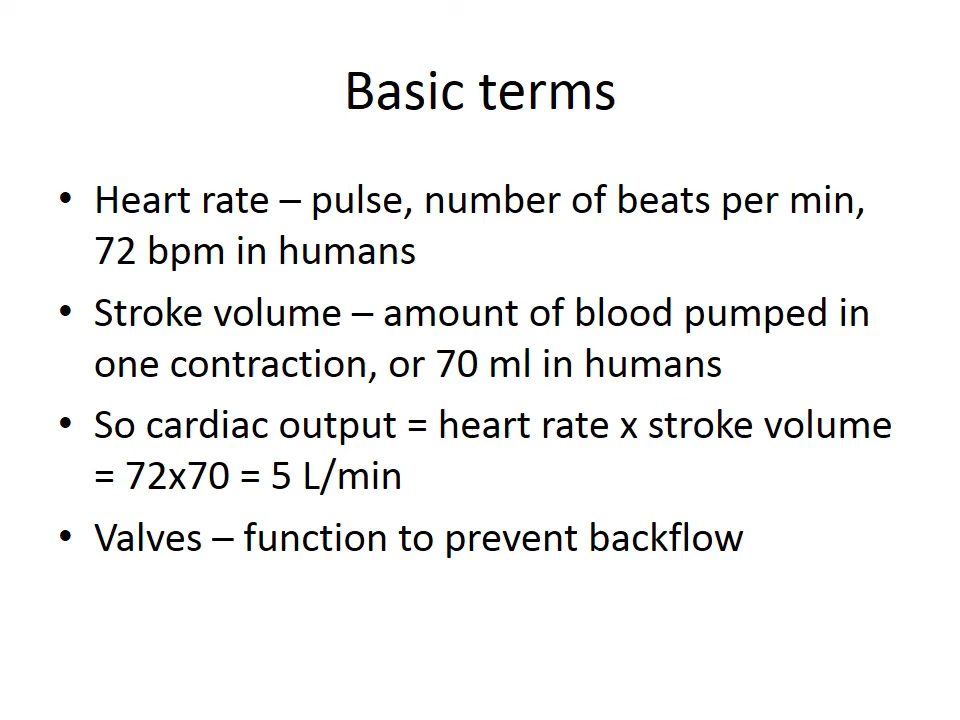 Basic terms
• Heart rate – pulse, number of beats per min,
72 bpm in humans
• Stroke volume – amount of blood pumped in
one contraction, or 70 ml in humans
• So cardiac output = heart rate x stroke volume
= 72x70 = 5 L/min
• Valves – function to prevent backflow